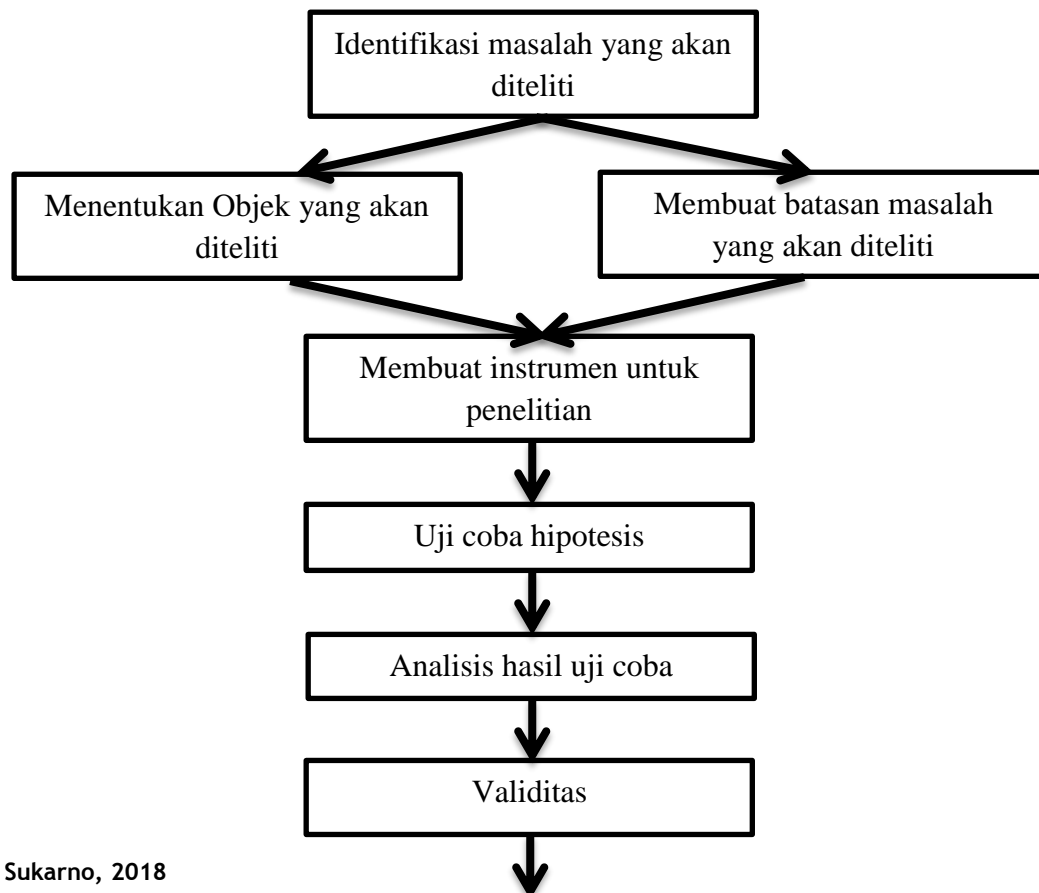 Identifikasi masalah yang akan
diteliti
Menentukan Objek yang akan
diteliti
Membuat batasan masalah
yang akan diteliti
Membuat instrumen untuk
penelitian
Uji coba hipotesis
Analisis hasil uji coba
Validitas
Sukarno, 2018